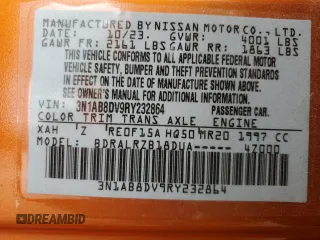 MANUFACTURED BY NISSAN MOTOR CO., LTD.
DATE: 10/23. GVWR: 4001 LBS
GAWR FR: 2161 LBS GAWR RR: 1863 LBS
THIS VEHICLE CONFORMS TO ALL APPLICABLE FEDERAL MOTOR
VEHICLE SAFETY, BUMPER AND THEFT PREVENTION STANDARDS
IN EFFECT ON THE DATE OF MANUFACTURE SHOWN ABOVE.
SEE OWNER'S MANUAL FOR ADDITIONAL INFORMATION
VIN: 3N1AB8DV9RY232864 PASSENGER CAR.
COLOR TRIM TRANS AXLE ENGINE
XAH Z RE0F15A HQ50 MR20 1997 CC
MODEL: BDRALRZB18DUA----- 47000
3N1AB8DV9RY232864
DREAMBID